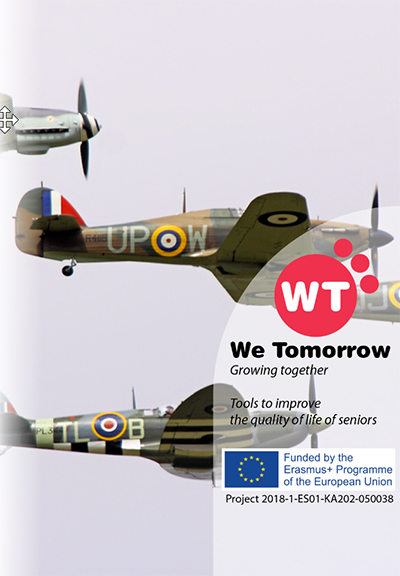 UP W
R4118
WT
J
We Tomorrow
Growing together
Tools to improve
the quality of life of seniors
TL B
Funded by the
Erasmus+ Programme
of the European Union
Project 2018-1-ES01-KA202-050038